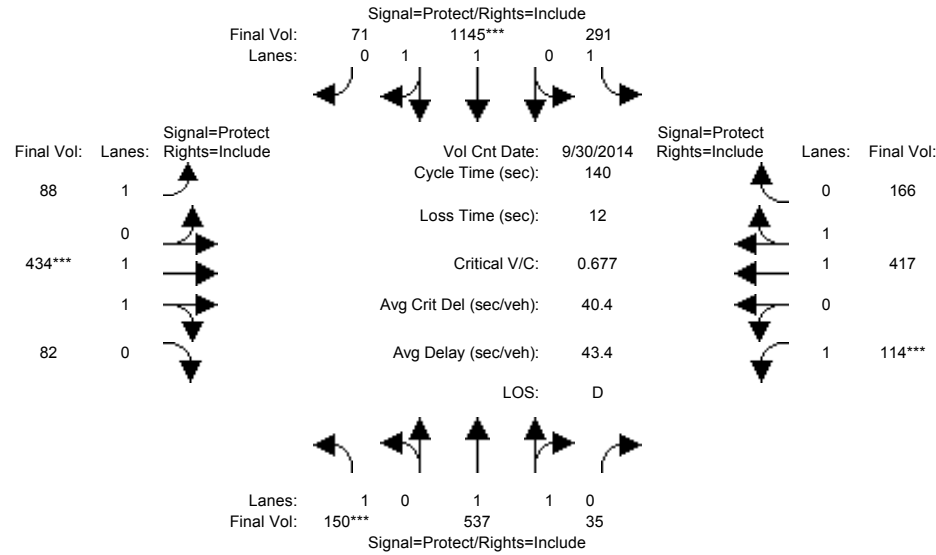 Signal=Protect/Rights=Include
Final Vol: 71 1145*** 291
Lanes: 0 1 1 0 1
Signal=Protect
Final Vol: Lanes: Rights=Include
Vol Cnt Date: 9/30/2014
Signal=Protect
Rights=Include Lanes: Final Vol:
Cycle Time (sec): 140
88 1
0 166
Loss Time (sec): 12
0
1
434*** 1
Critical V/C: 0.677
1 417
1
Avg Crit Del (sec/veh): 40.4
0
82 0
Avg Delay (sec/veh): 43.4
1 114***
LOS: D
Lanes: 1 0 1 1 0
Final Vol: 150*** 537 35
Signal=Protect/Rights=Include